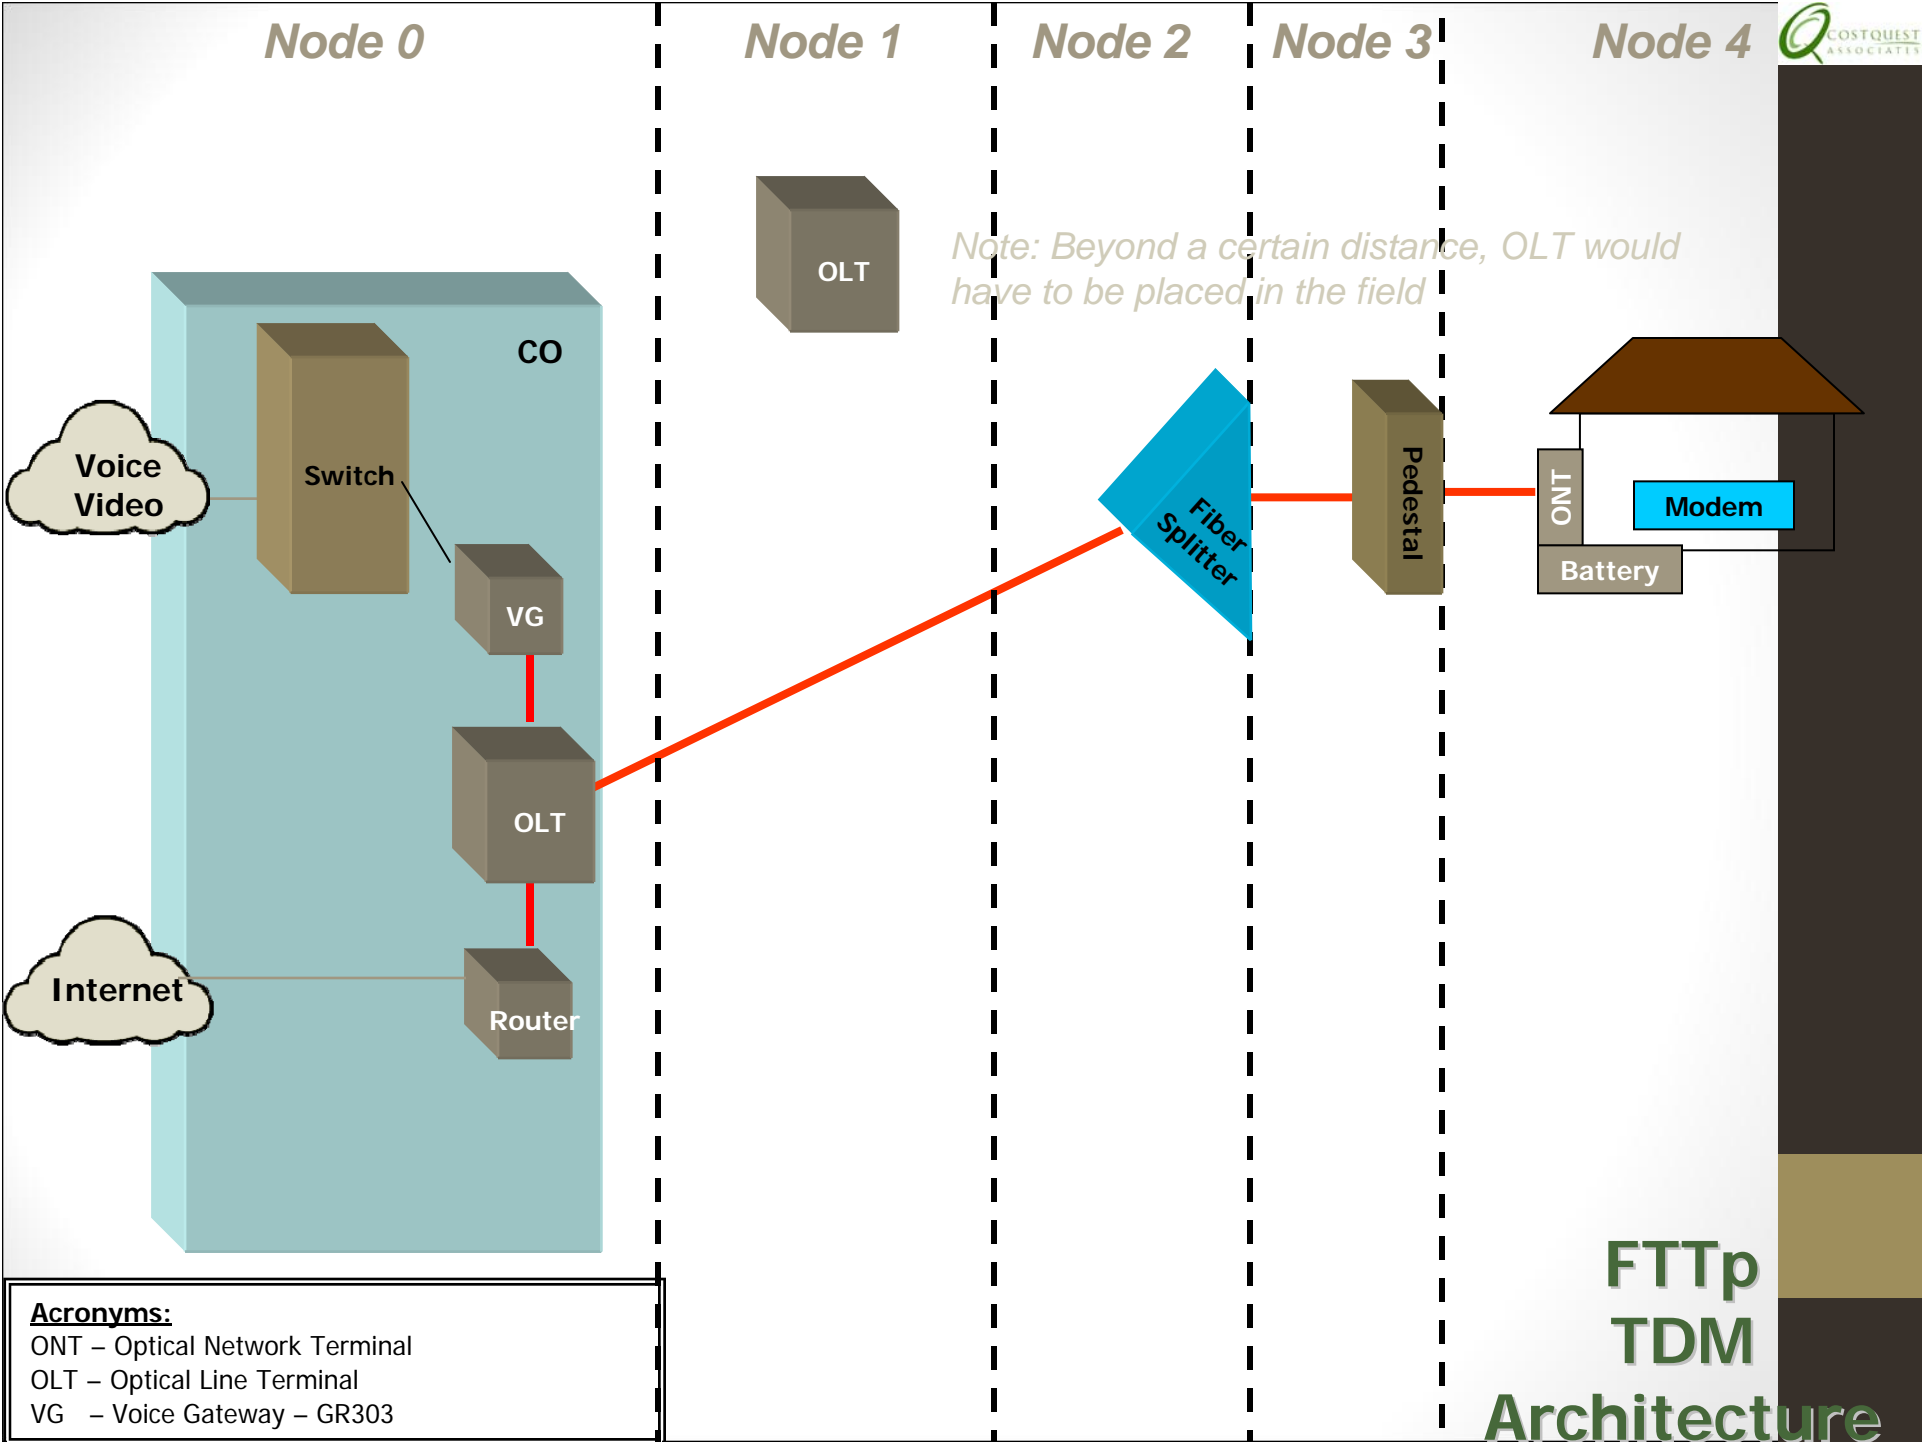 Node 0
Node 1
Node 2
Node 3
Node 4
COSTQUEST
ASSOCIATES
OLT
Note: Beyond a certain distance, OLT would
have to be placed in the field
CO
Voice
Video
Switch
VG
OLT
Internet
Router
Fiber
Splitter
Pedestal
ONT
Modem
Battery
FTTp
TDM
Architecture
Acronyms:
ONT – Optical Network Terminal
OLT – Optical Line Terminal
VG – Voice Gateway – GR303